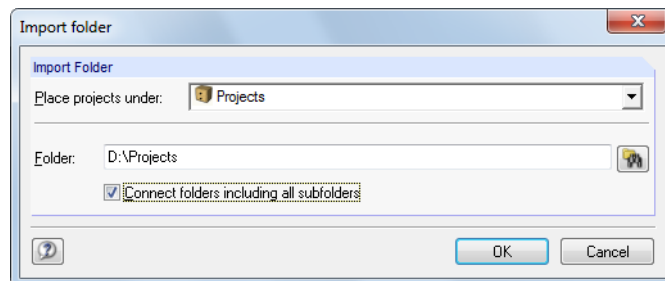 Import folder
Import Folder
Place projects under: Projects
Folder: D:\Projects
Connect folders including all subfolders
OK Cancel